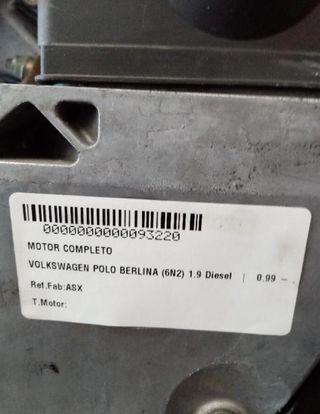 0000000000093220
MOTOR COMPLETO
VOLKSWAGEN POLO BERLINA (6N2) 1.9 Diesel | 0.99 –
Ref.Fab:ASX
T.Motor: